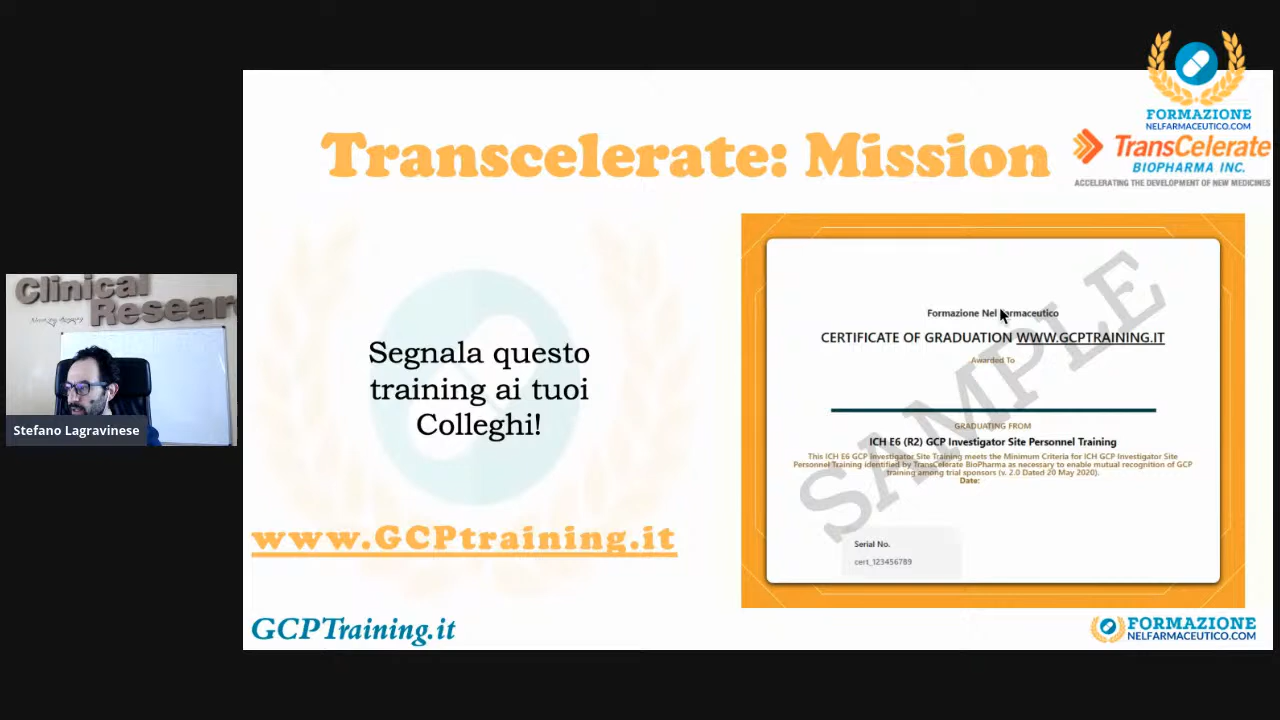 FORMAZIONE
NELFARMACEUTICO.COM
Transcelerate: Mission
TransCelerate
BIOPHARMA INC.
ACCELERATING THE DEVELOPMENT OF NEW MEDICINES
Clinical
Research
Stefano Lagravinese
Segnala questo
training ai tuoi
Colleghi!
www.GCPtraining.it
SAMPLE
Formazione Nel Farmaceutico
CERTIFICATE OF GRADUATION WWW.GCPTRAINING.IT
Awarded To
GRADUATING FROM
ICH E6 (R2) GCP Investigator Site Personnel Training
This ICH E6 GCP Investigator Site Training meets the Minimum Criteria for ICH GCP Investigator Site
Personnel Training identified by TransCelerate BioPharma as necessary to enable mutual recognition of GCP
training among trial sponsors (v. 2.0 Dated 20 May 2020).
Date:
Serial No.
cert_123456789
GCPTraining.it
FORMAZIONE
NELFARMACEUTICO.COM